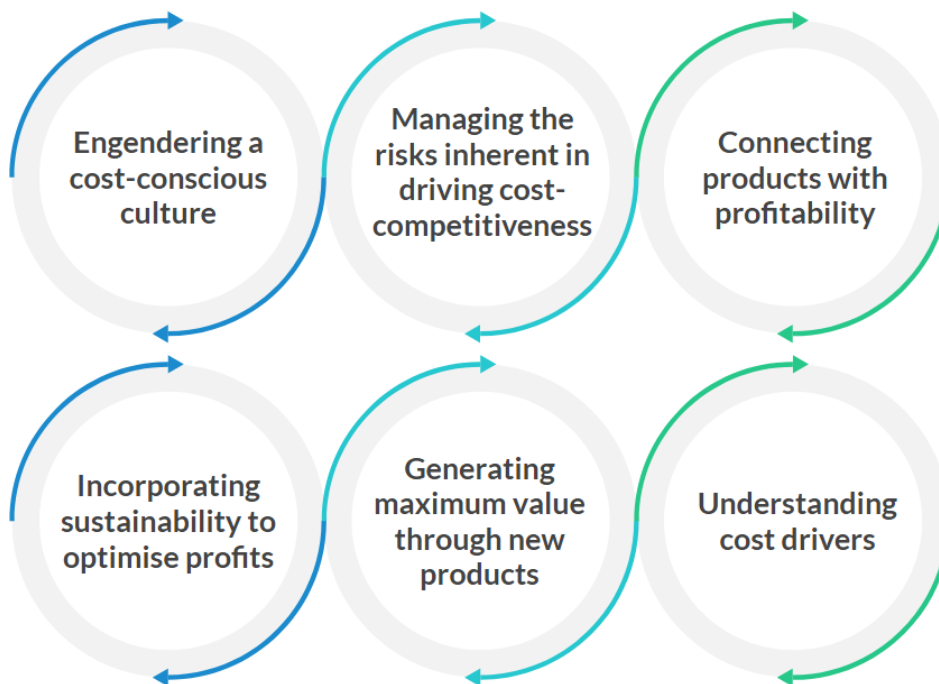 Engendering a
cost-conscious
culture
Managing the
risks inherent in
driving cost-
competitiveness
Connecting
products with
profitability
Incorporating
sustainability to
optimise profits
Generating
maximum value
through new
products
Understanding
cost drivers